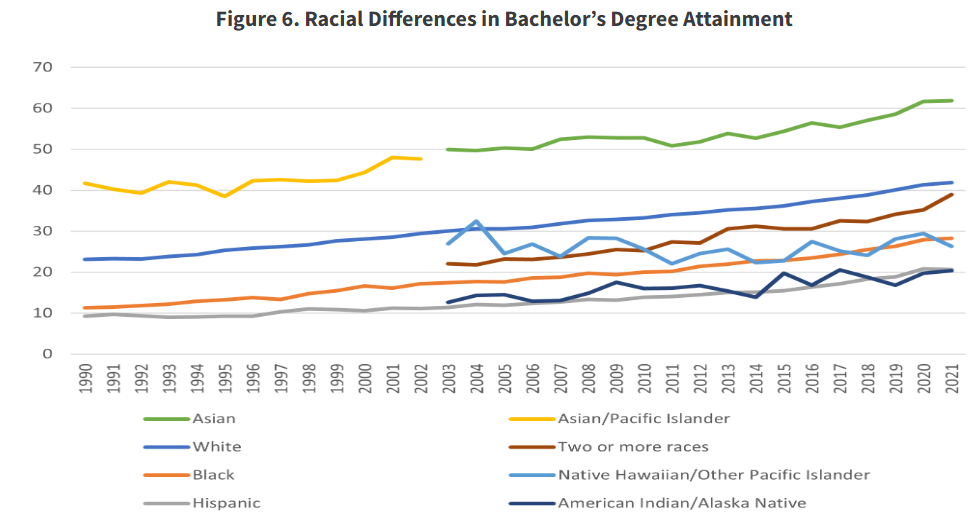 Figure 6. Racial Differences in Bachelor’s Degree Attainment
70
60
50
40
30
20
10
0
1990 1991 1992 1993 1994 1995 1996 1997 1998 1999 2000 2001 2002 2003 2004 2005 2006 2007 2008 2009 2010 2011 2012 2013 2014 2015 2016 2017 2018 2019 2020 2021
Asian Asian/Pacific Islander
White Two or more races
Black Native Hawaiian/Other Pacific Islander
Hispanic American Indian/Alaska Native